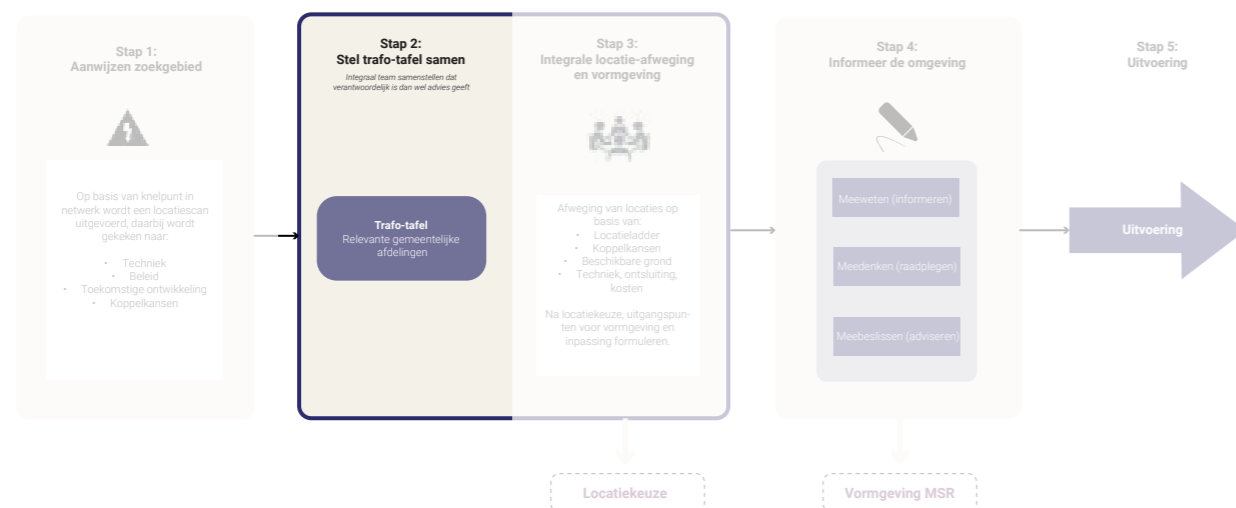 Stap 1:
Aanwijzen zoekgebied
Op basis van knelpunt in
netwerk wordt een locatiescan
uitgevoerd, daarbij wordt
gekeken naar:
• Techniek
• Beleid
• Toekomstige ontwikkeling
• Koppelkansen
Stap 2:
Stel trafo-tafel samen
Integraal team samenstellen dat
verantwoordelijk is dan wel advies geeft
Trafo-tafel
Relevante gemeentelijke
afdelingen
Stap 3:
Integrale locatie-afweging
en vormgeving
Afweging van locaties op
basis van:
• Locatieladder
• Koppelkansen
• Beschikbare grond
• Techniek, ontsluiting,
kosten
Na locatiekeuze, uitgangspun-
ten voor vormgeving en
inpassing formuleren.
Locatiekeuze
Stap 4:
Informeer de omgeving
Meeweten (informeren)
Meedenken (raadplegen)
Meebeslissen (adviseren)
Vormgeving MSR
Stap 5:
Uitvoering
Uitvoering